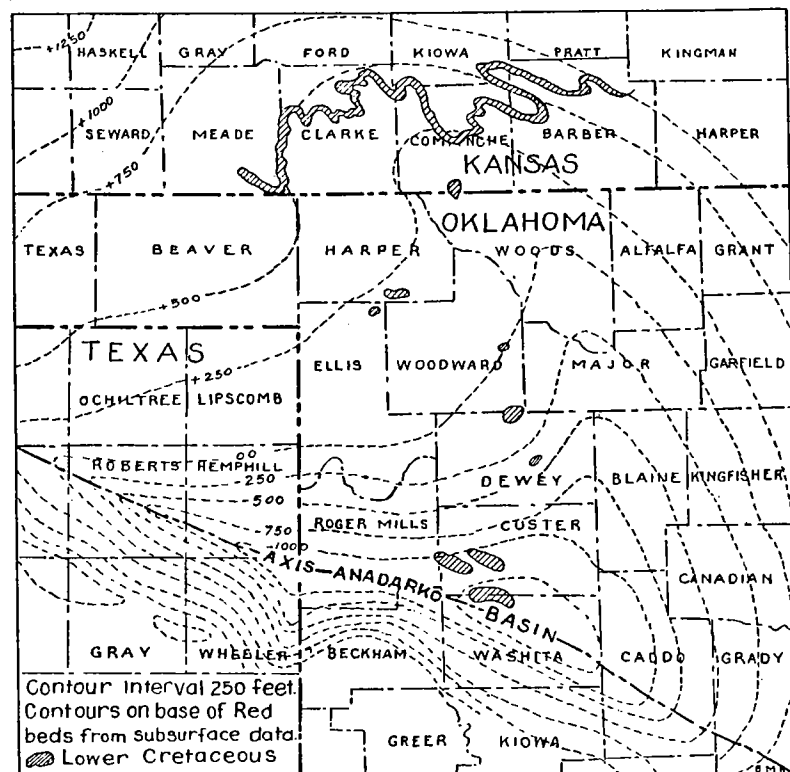 +1250
HASKELL GRAY FORD KIOWA PRATT KINGMAN
+1000
SEWARD MEADE CLARKE COMANCHE BARBER HARPER
KANSAS
+750
OKLAHOMA
TEXAS BEAVER HARPER WOODS ALFALFA GRANT
+500
TEXAS
ELLIS WOODWARD MAJOR GARFIELD
+250
OCHILTREE LIPSCOMB
00
ROBERTS HEMPHILL
250
DEWEY BLAINE KINGFISHER
500
750 ROGER MILLS CUSTER
-1000
AXIS-ANADARKO BASIN
CANADIAN
GRAY WHEELER BECKHAM WASHITA CADDO GRADY
Contour Interval 250 feet.
Contours on base of Red
beds from subsurface data.
Lower Cretaceous
GREER KIOWA